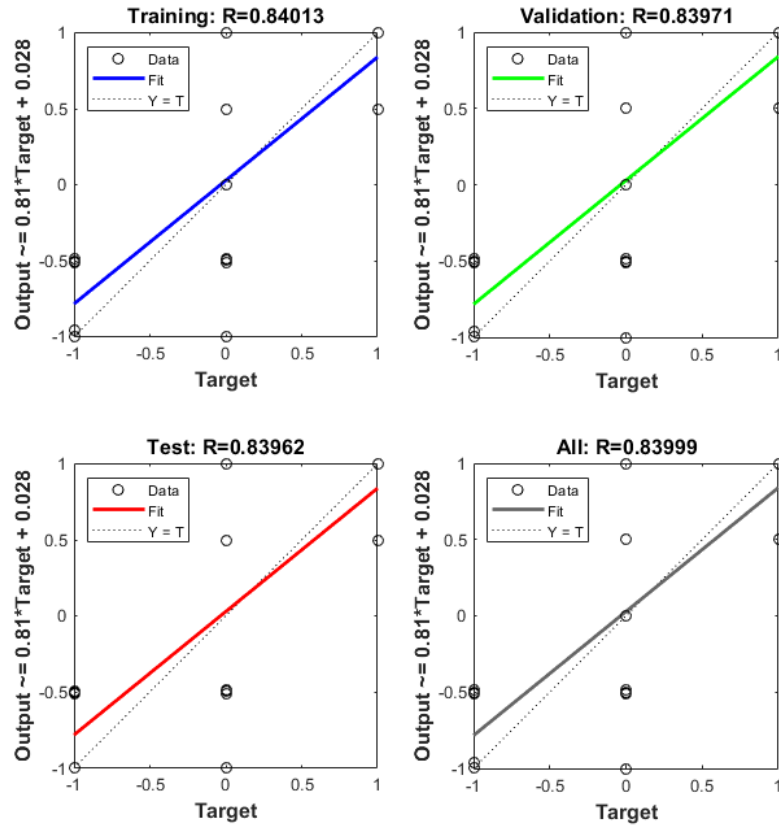 Training: R=0.84013
Output ~= 0.81*Target + 0.028
1
0.5
0
-0.5
-1
Data
Fit
Y = T
-1
-0.5
0
0.5
1
Target
Validation: R=0.83971
Output ~= 0.81*Target + 0.028
1
0.5
0
-0.5
-1
Data
Fit
Y = T
-1
-0.5
0
0.5
1
Target
Test: R=0.83962
Output ~= 0.81*Target + 0.028
1
0.5
0
-0.5
-1
Data
Fit
Y = T
-1
-0.5
0
0.5
1
Target
All: R=0.83999
Output ~= 0.81*Target + 0.028
1
0.5
0
-0.5
-1
Data
Fit
Y = T
-1
-0.5
0
0.5
1
Target